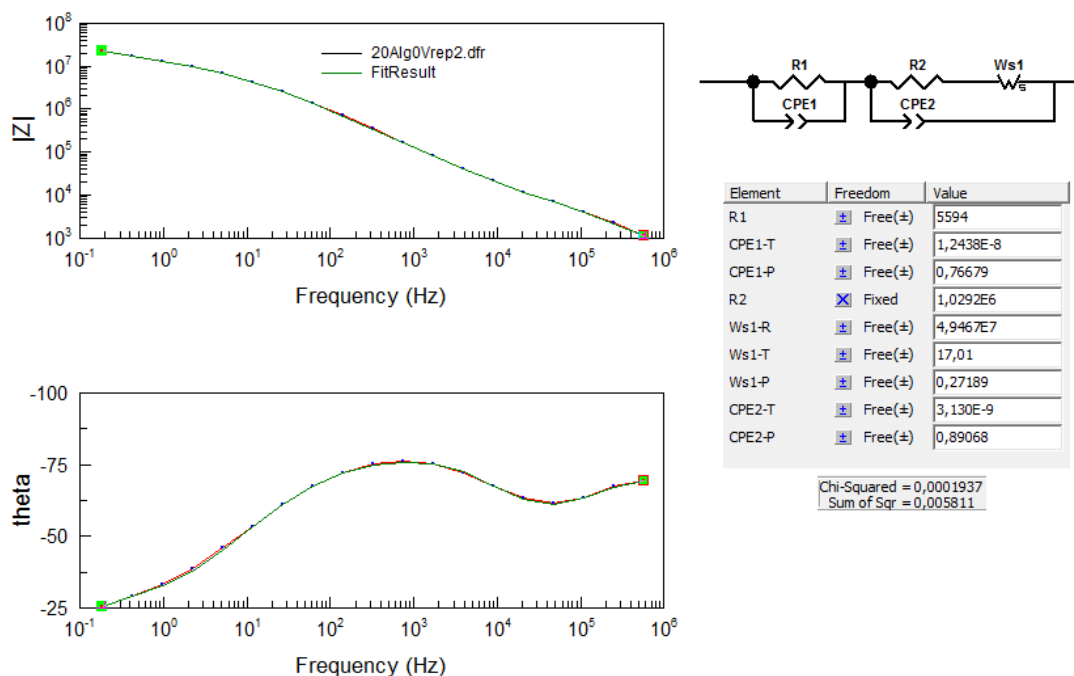 |Z|
10^8
10^7
10^6
10^5
10^4
10^3
20Alg0Vrep2.dfr
FitResult
10^-1 10^0 10^1 10^2 10^3 10^4 10^5 10^6
Frequency (Hz)
theta
-100
-75
-50
-25
10^-1 10^0 10^1 10^2 10^3 10^4 10^5 10^6
Frequency (Hz)
R1 R2 Ws1
s
CPE1 CPE2
Element Freedom Value
R1 ± Free(±) 5594
CPE1-T ± Free(±) 1,2438E-8
CPE1-P ± Free(±) 0,76679
R2 X Fixed 1,0292E6
Ws1-R ± Free(±) 4,9467E7
Ws1-T ± Free(±) 17,01
Ws1-P ± Free(±) 0,27189
CPE2-T ± Free(±) 3,130E-9
CPE2-P ± Free(±) 0,89068
Chi-Squared = 0,0001937
Sum of Sqr = 0,005811